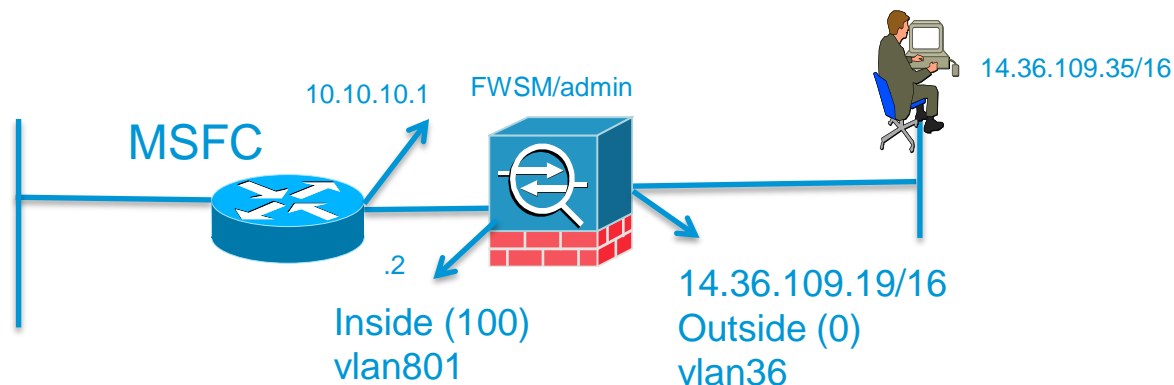 14.36.109.35/16
10.10.10.1
FWSM/admin
MSFC
.2
Inside (100)
vlan801
14.36.109.19/16
Outside (0)
vlan36